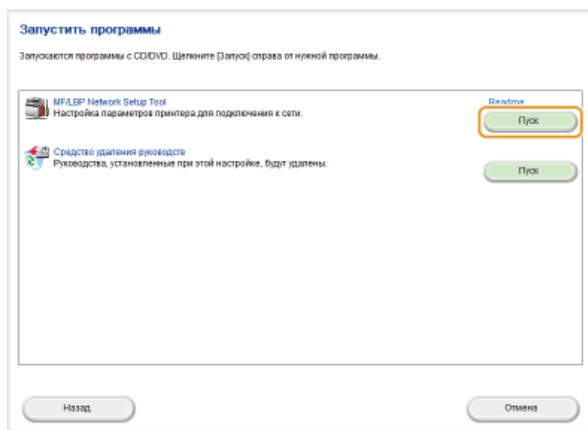 Запустить программы
Запускаются программы с CD/DVD. Щелкните [Запуск] справа от нужной программы.
MF/LBP Network Setup Tool
Readme
Настройка параметров принтера для подключения к сети.
Пуск
Средство удаления руководств
Руководства, установленные при этой настройке, будут удалены.
Пуск
Назад
Отмена